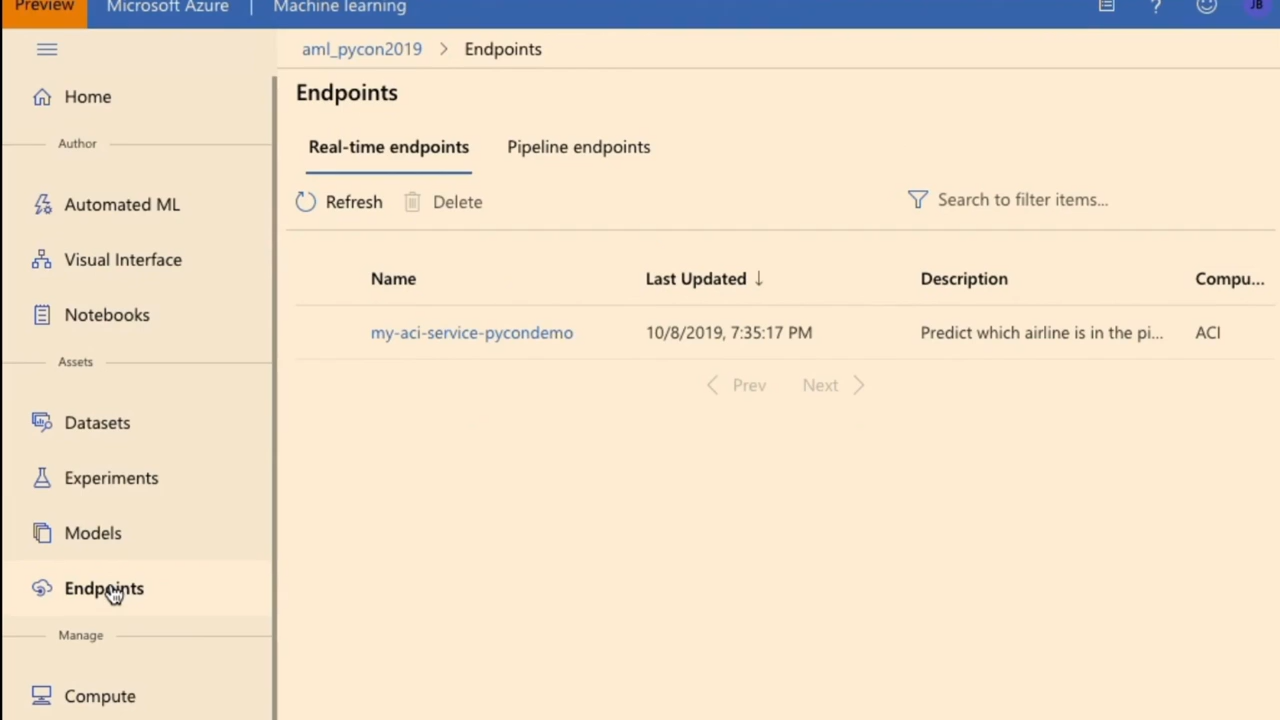 Preview Microsoft Azure | Machine learning ? JB
aml_pycon2019 > Endpoints
Home
Author
Automated ML
Visual Interface
Notebooks
Assets
Datasets
Experiments
Models
Endpoints
Manage
Compute
Endpoints
Real-time endpoints Pipeline endpoints
Refresh Delete Search to filter items...
Name Last Updated ↓ Description Compu...
my-aci-service-pycondemo 10/8/2019, 7:35:17 PM Predict which airline is in the pi... ACI
< Prev Next >